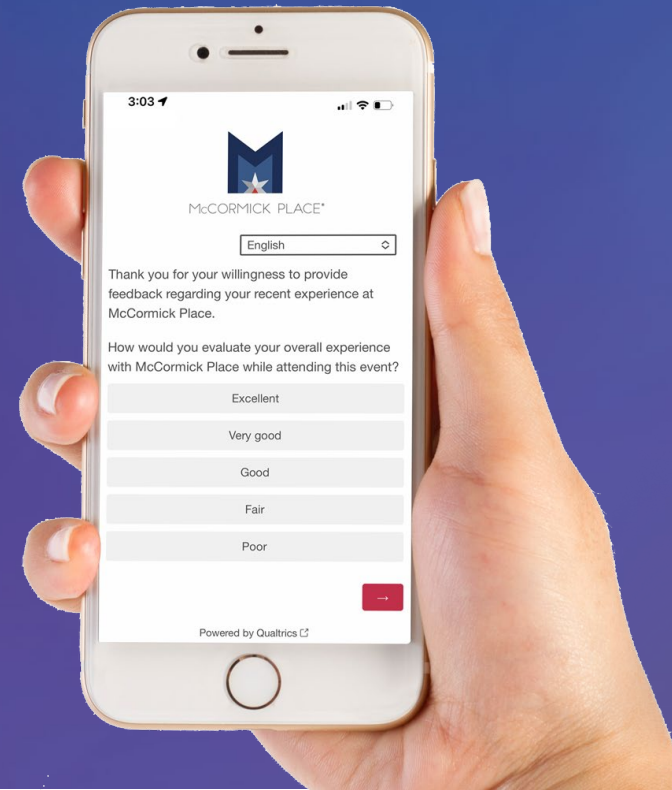 3:03
McCORMICK PLACE®
English
Thank you for your willingness to provide
feedback regarding your recent experience at
McCormick Place.
How would you evaluate your overall experience
with McCormick Place while attending this event?
Excellent
Very good
Good
Fair
Poor
→
Powered by Qualtrics